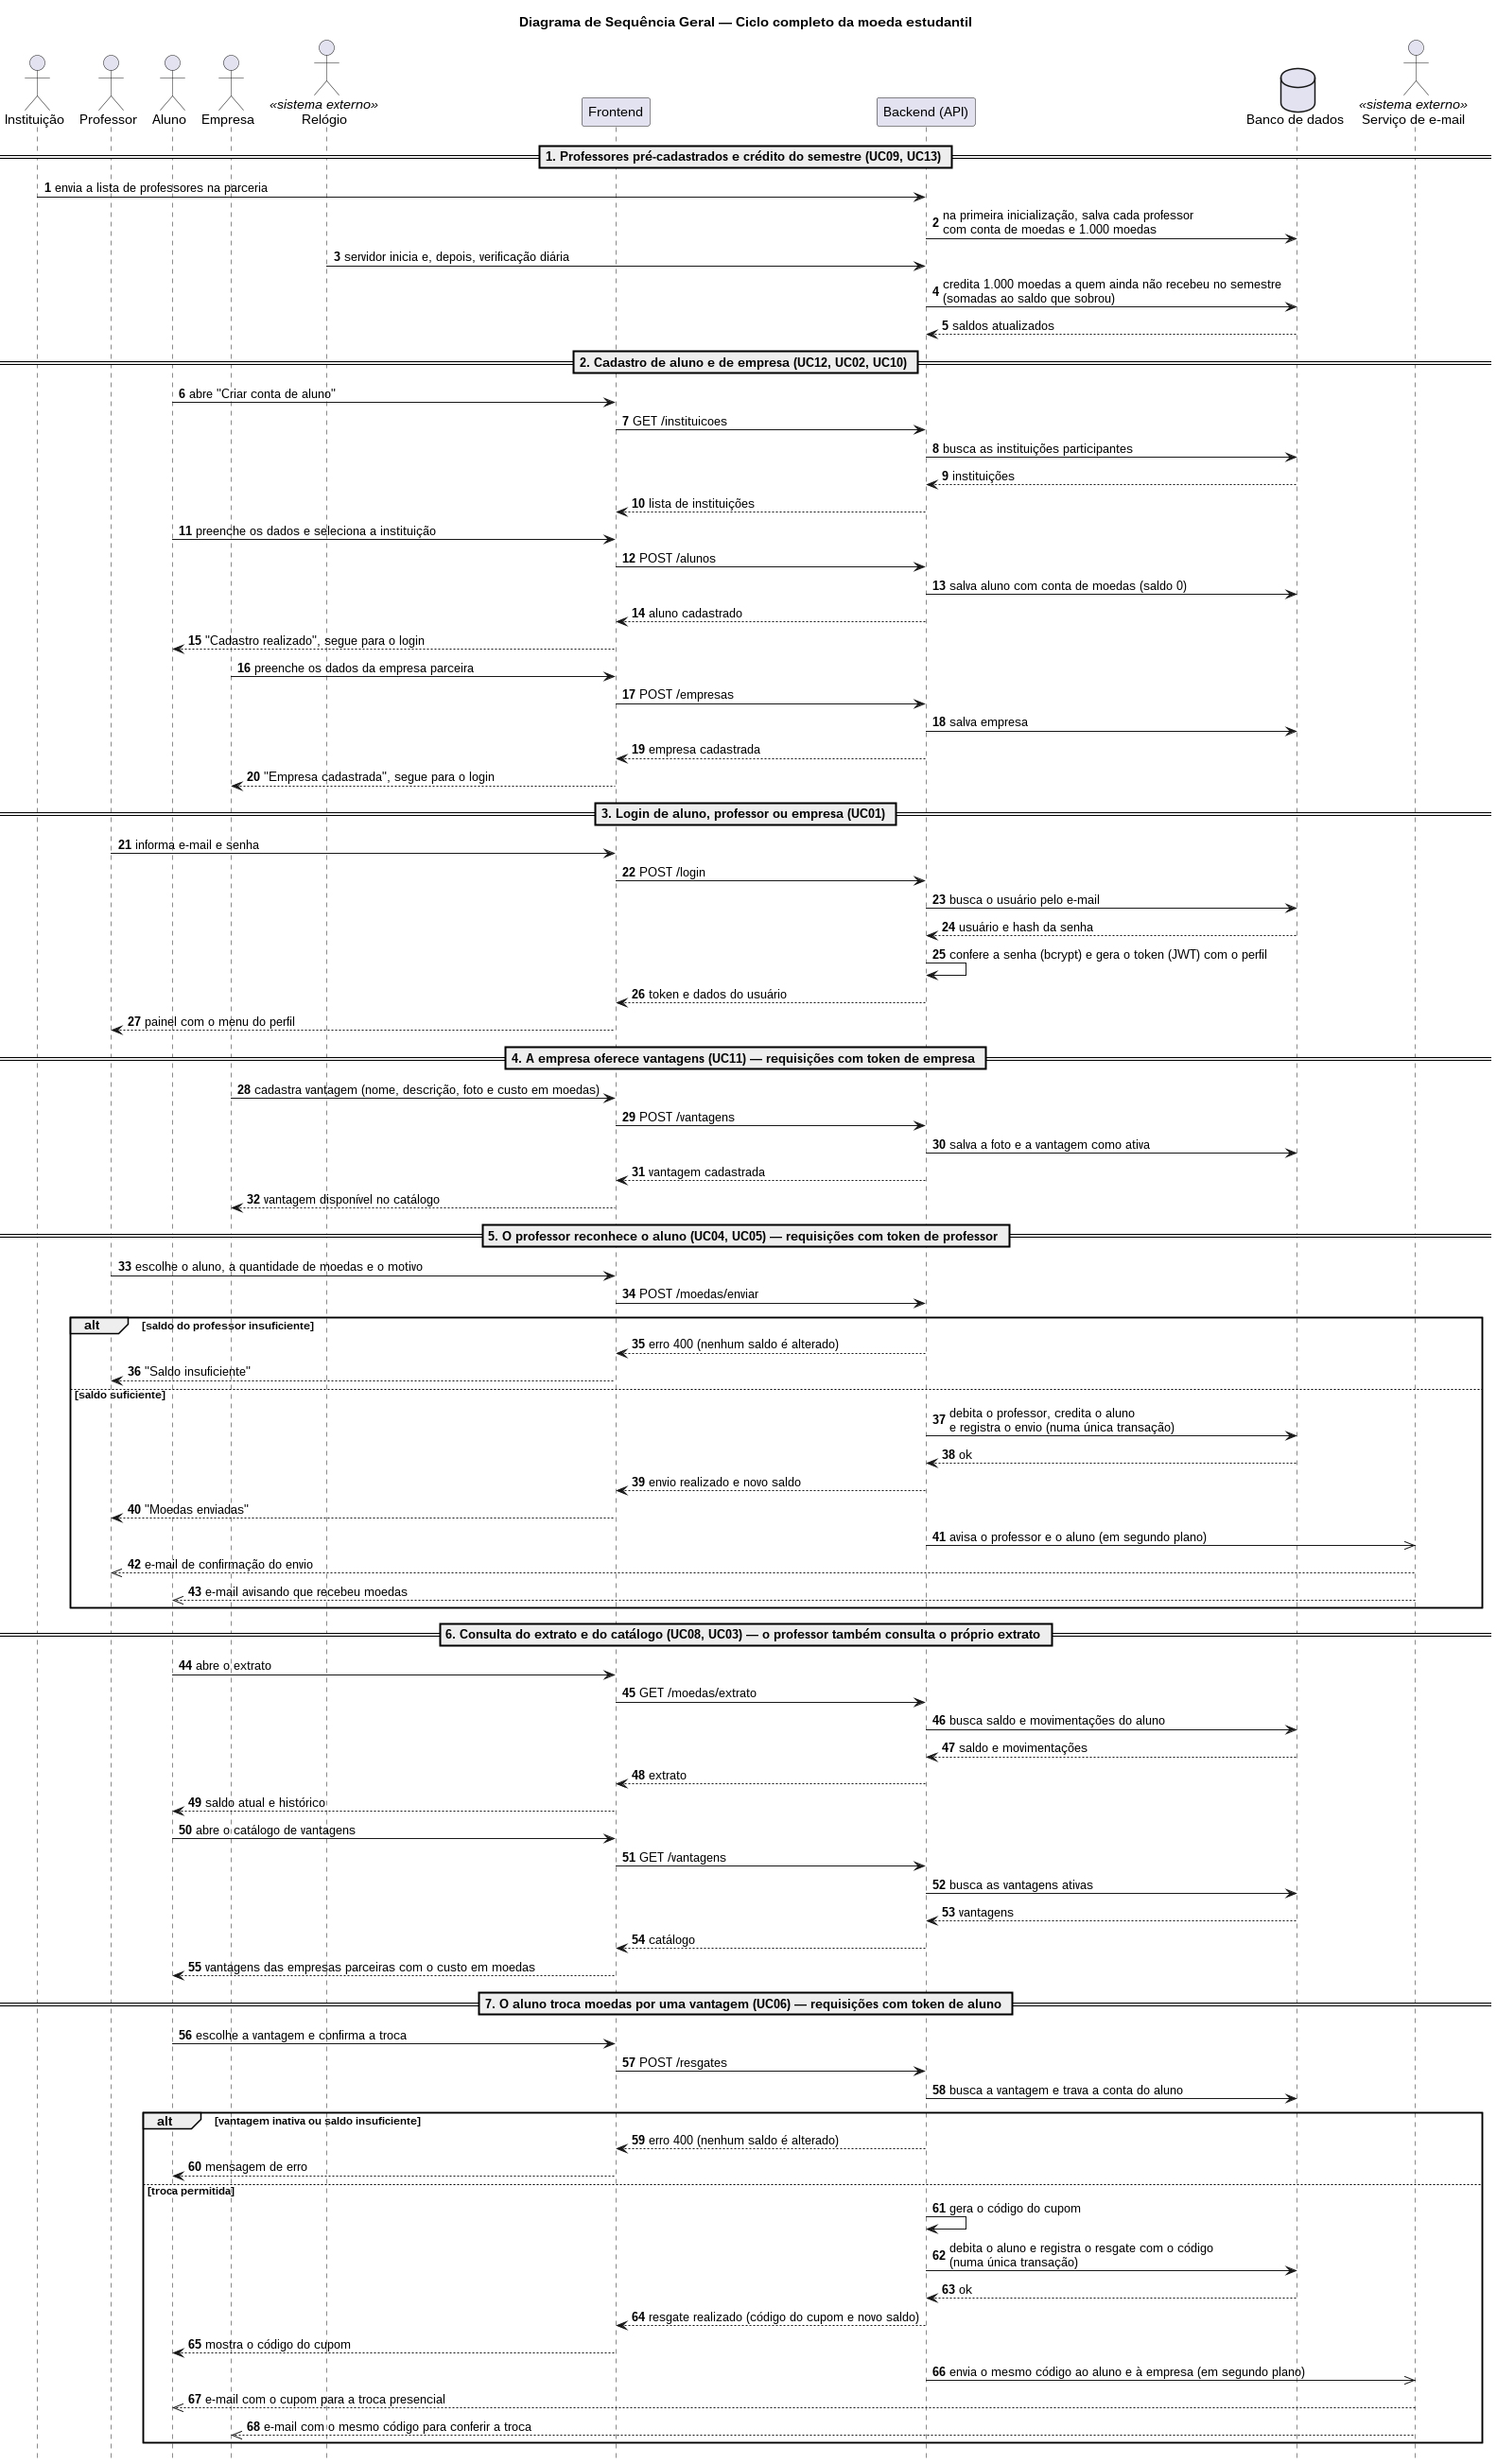 Diagrama de Sequência Geral — Ciclo completo da moeda estudantil
Instituição
Professor
Aluno
Empresa
«sistema externo»
Relógio
Frontend
Backend (API)
Banco de dados
«sistema externo»
Serviço de e-mail
1. Professores pré-cadastrados e crédito do semestre (UC09, UC13)
1 envia a lista de professores na parceria
2 na primeira inicialização, salva cada professor
com conta de moedas e 1.000 moedas
3 servidor inicia e, depois, verificação diária
4 credita 1.000 moedas a quem ainda não recebeu no semestre
(somadas ao saldo que sobrou)
5 saldos atualizados
2. Cadastro de aluno e de empresa (UC12, UC02, UC10)
6 abre "Criar conta de aluno"
7 GET /instituicoes
8 busca as instituições participantes
9 instituições
10 lista de instituições
11 preenche os dados e seleciona a instituição
12 POST /alunos
13 salva aluno com conta de moedas (saldo 0)
14 aluno cadastrado
15 "Cadastro realizado", segue para o login
16 preenche os dados da empresa parceira
17 POST /empresas
18 salva empresa
19 empresa cadastrada
20 "Empresa cadastrada", segue para o login
3. Login de aluno, professor ou empresa (UC01)
21 informa e-mail e senha
22 POST /login
23 busca o usuário pelo e-mail
24 usuário e hash da senha
25 confere a senha (bcrypt) e gera o token (JWT) com o perfil
26 token e dados do usuário
27 painel com o menu do perfil
4. A empresa oferece vantagens (UC11) — requisições com token de empresa
28 cadastra vantagem (nome, descrição, foto e custo em moedas)
29 POST /vantagens
30 salva a foto e a vantagem como ativa
31 vantagem cadastrada
32 vantagem disponível no catálogo
5. O professor reconhece o aluno (UC04, UC05) — requisições com token de professor
33 escolhe o aluno, a quantidade de moedas e o motivo
34 POST /moedas/enviar
alt [saldo do professor insuficiente]
35 erro 400 (nenhum saldo é alterado)
36 "Saldo insuficiente"
[saldo suficiente]
37 debita o professor, credita o aluno
e registra o envio (numa única transação)
38 ok
39 envio realizado e novo saldo
40 "Moedas enviadas"
41 avisa o professor e o aluno (em segundo plano)
42 e-mail de confirmação do envio
43 e-mail avisando que recebeu moedas
6. Consulta do extrato e do catálogo (UC08, UC03) — o professor também consulta o próprio extrato
44 abre o extrato
45 GET /moedas/extrato
46 busca saldo e movimentações do aluno
47 saldo e movimentações
48 extrato
49 saldo atual e histórico
50 abre o catálogo de vantagens
51 GET /vantagens
52 busca as vantagens ativas
53 vantagens
54 catálogo
55 vantagens das empresas parceiras com o custo em moedas
7. O aluno troca moedas por uma vantagem (UC06) — requisições com token de aluno
56 escolhe a vantagem e confirma a troca
57 POST /resgates
58 busca a vantagem e trava a conta do aluno
alt [vantagem inativa ou saldo insuficiente]
59 erro 400 (nenhum saldo é alterado)
60 mensagem de erro
[troca permitida]
61 gera o código do cupom
62 debita o aluno e registra o resgate com o código
(numa única transação)
63 ok
64 resgate realizado (código do cupom e novo saldo)
65 mostra o código do cupom
66 envia o mesmo código ao aluno e à empresa (em segundo plano)
67 e-mail com o cupom para a troca presencial
68 e-mail com o mesmo código para conferir a troca